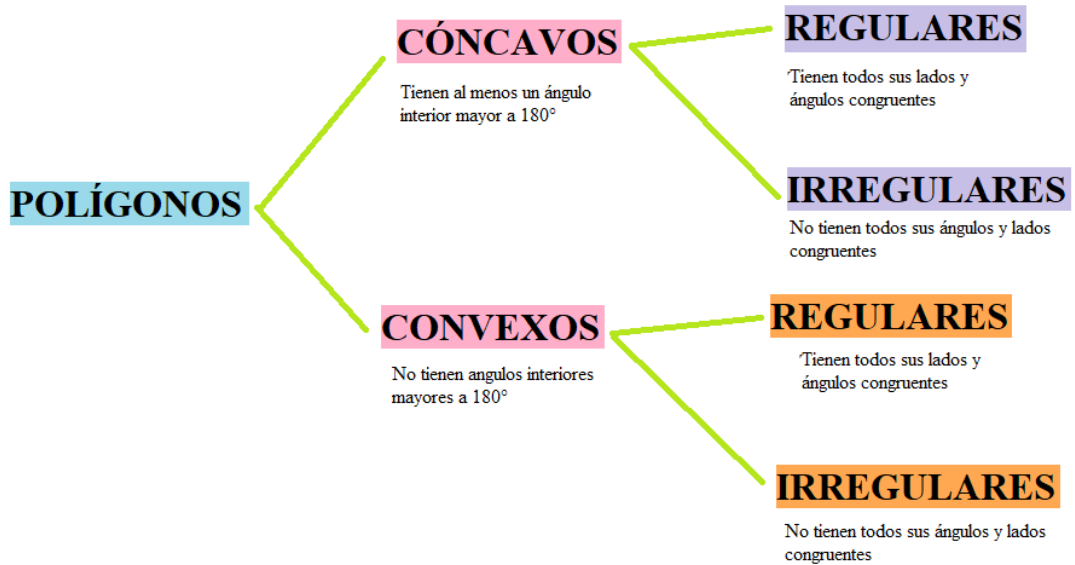 POLÍGONOS
CÓNCAVOS
Tienen al menos un ángulo
interior mayor a 180°
REGULARES
Tienen todos sus lados y
ángulos congruentes
IRREGULARES
No tienen todos sus ángulos y lados
congruentes
CONVEXOS
No tienen angulos interiores
mayores a 180°
REGULARES
Tienen todos sus lados y
ángulos congruentes
IRREGULARES
No tienen todos sus ángulos y lados
congruentes